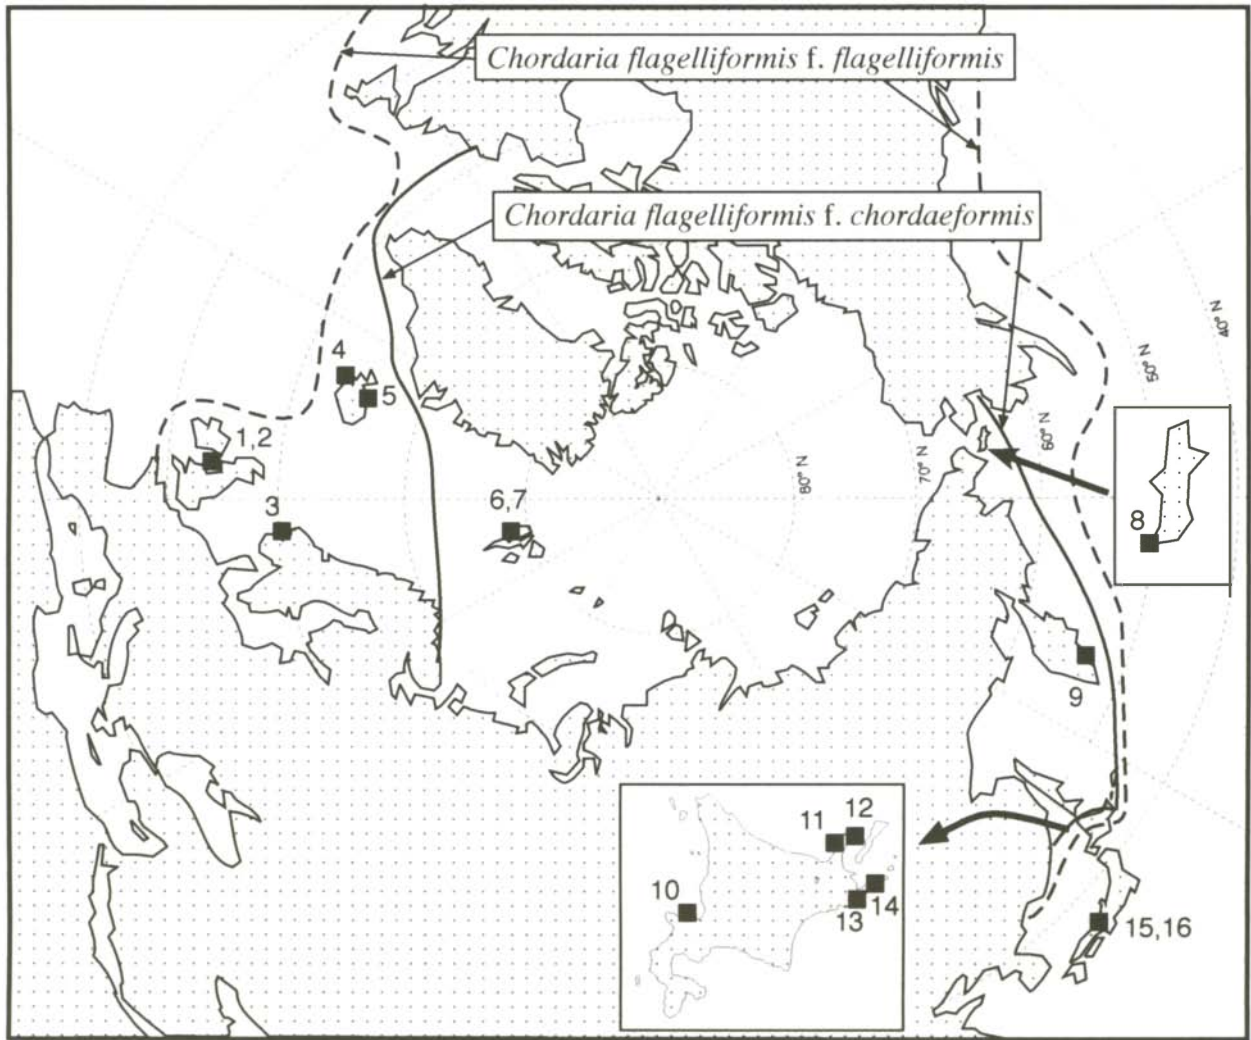 Chordaria flagelliformis f. flagelliformis
Chordaria flagelliformis f. chordaeformis
40° N
50° N
60° N
70° N
80° N
4
5
1,2
3
6,7
8
9
10
11
12
13
14
15,16